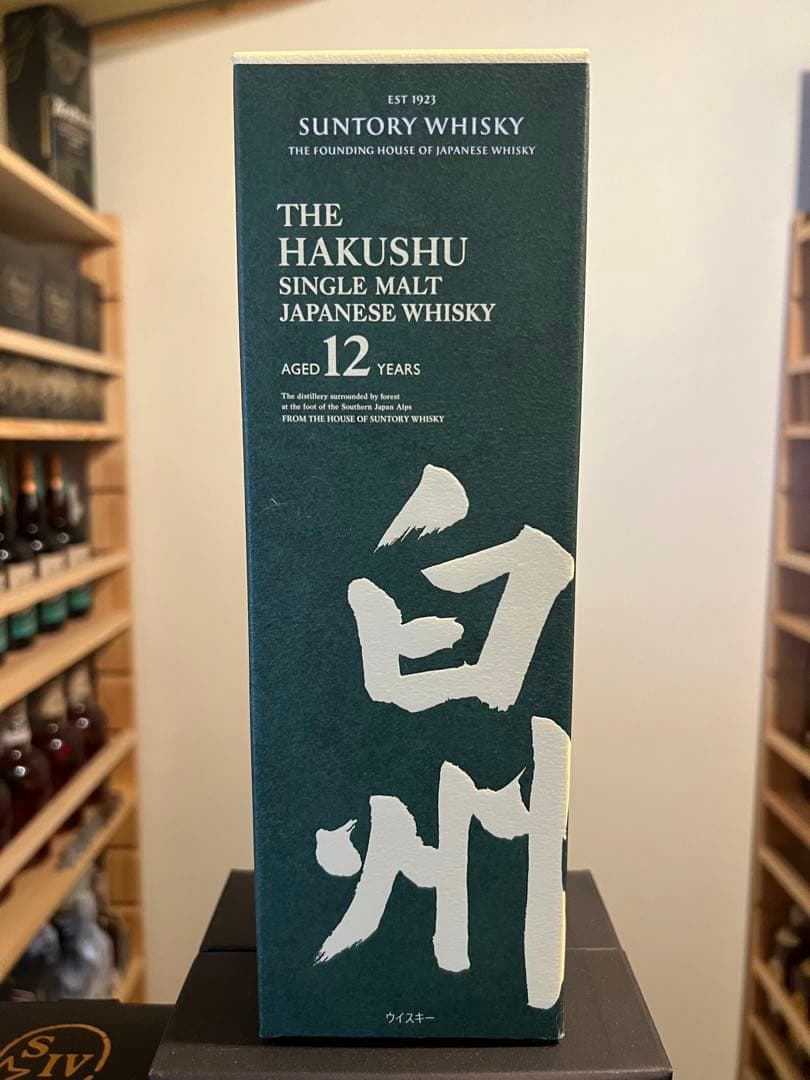 EST 1923
SUNTORY WHISKY
THE FOUNDING HOUSE OF JAPANESE WHISKY
THE
HAKUSHU
SINGLE MALT
JAPANESE WHISKY
AGED 12 YEARS
The distillery surrounded by forest
at the foot of the Southern Japan Alps
FROM THE HOUSE OF SUNTORY WHISKY
白州
ウイスキー
SIV